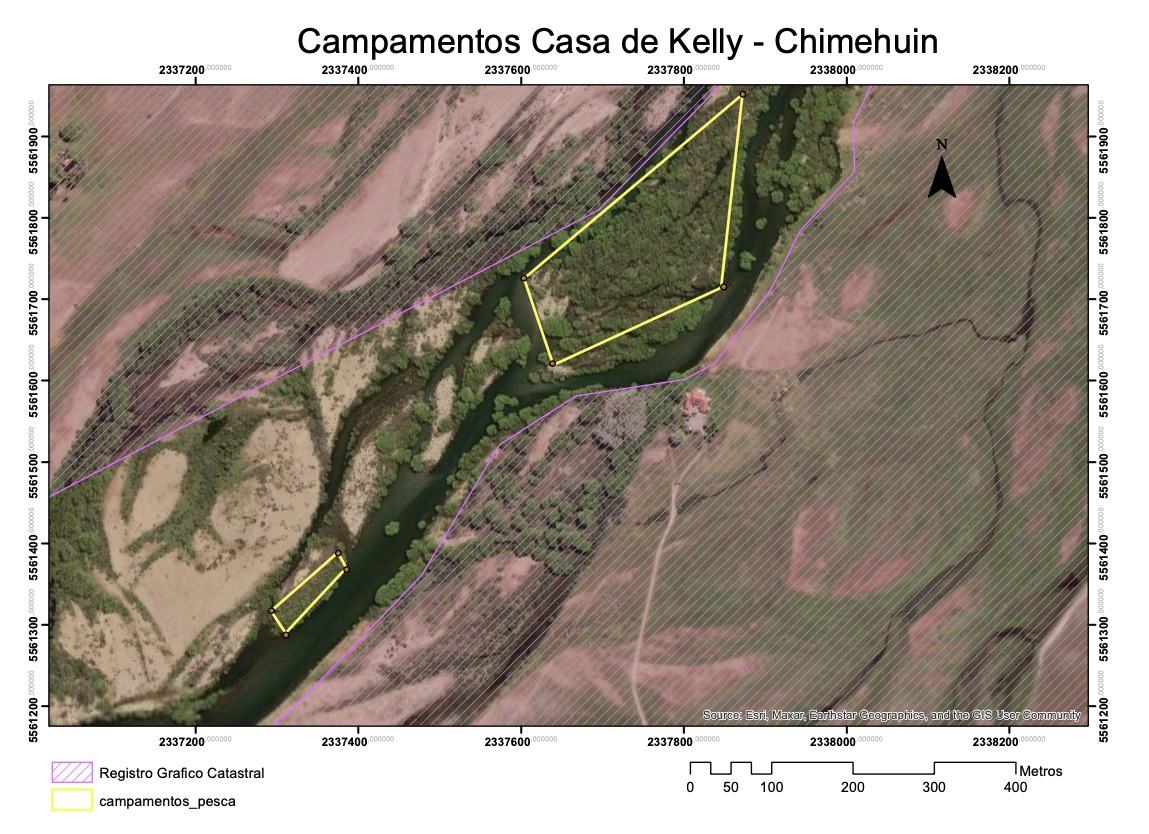 Campamentos Casa de Kelly - Chimehuin
2337200,000000 2337400,000000 2337600,000000 2337800,000000 2338000,000000 2338200,000000
5561900,000000 5561900,000000
N
5561800,000000 5561800,000000
5561700,000000 5561700,000000
5561600,000000 5561600,000000
5561500,000000 5561500,000000
5561400,000000 5561400,000000
5561300,000000 5561300,000000
5561200,000000 5561200,000000
Source: Esri, Maxar, Earthstar Geographics, and the GIS User Community
2337200,000000 2337400,000000 2337600,000000 2337800,000000 2338000,000000 2338200,000000
Registro Grafico Catastral
campamentos_pesca
Metros
0 50 100 200 300 400